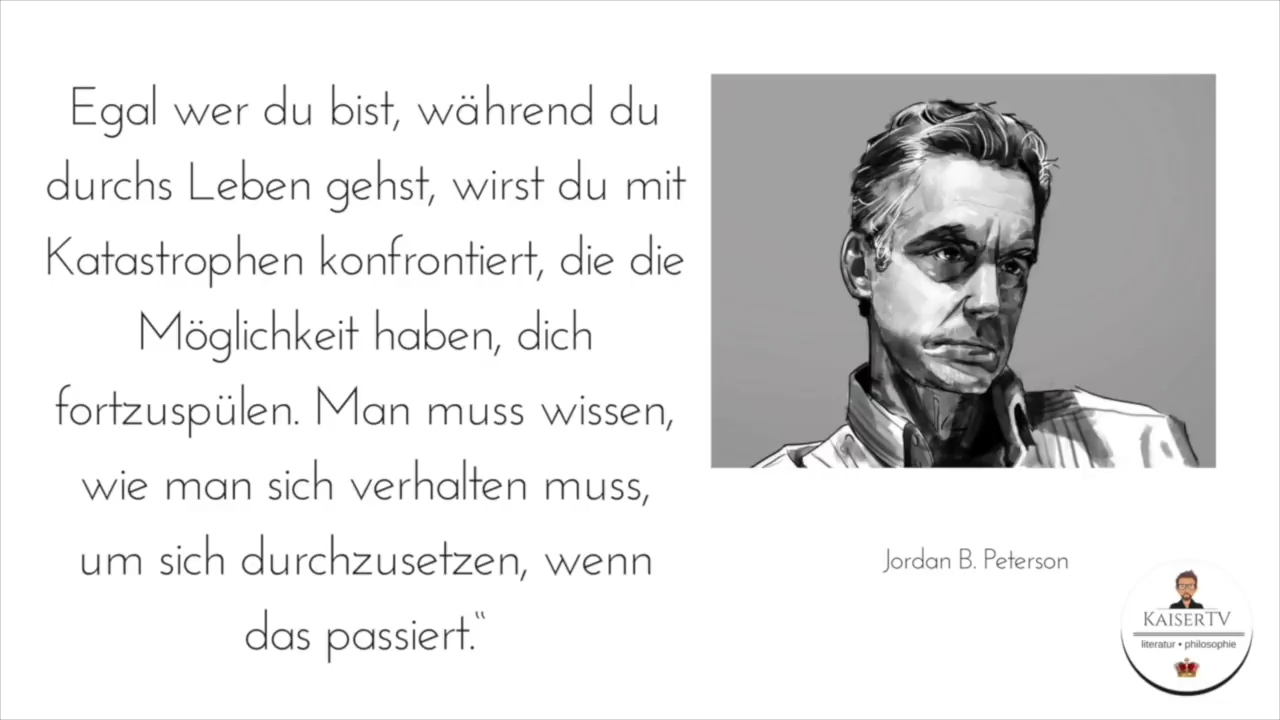 Egal wer du bist, während du
durchs Leben gehst, wirst du mit
Katastrophen konfrontiert, die die
Möglichkeit haben, dich
fortzuspülen. Man muss wissen,
wie man sich verhalten muss,
um sich durchzusetzen, wenn
das passiert.“
Jordan B. Peterson
KAISERTV
literatur • philosophie